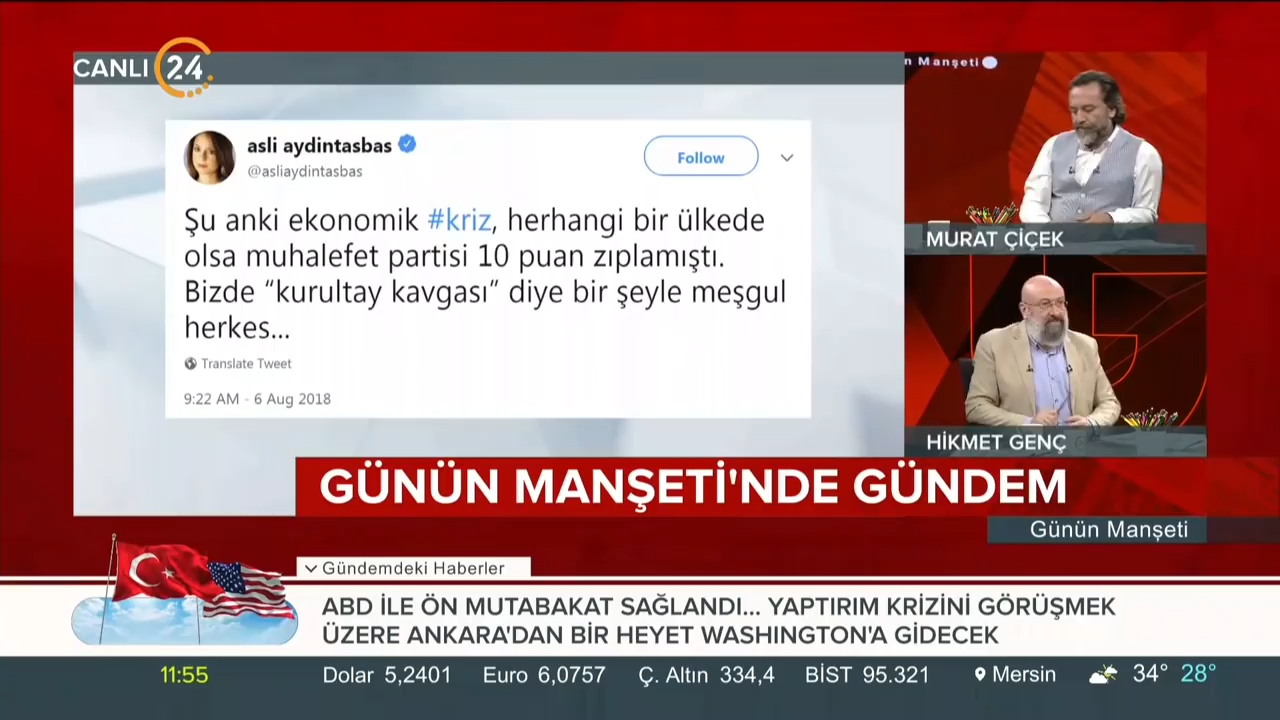 CANLI 24
n Manşeti
asli aydintasbas
@asliaydintasbas
Follow
Şu anki ekonomik #kriz, herhangi bir ülkede
olsa muhalefet partisi 10 puan zıplamıştı.
Bizde “kurultay kavgası” diye bir şeyle meşgul
herkes...
Translate Tweet
9:22 AM - 6 Aug 2018
MURAT ÇİÇEK
HİKMET GENÇ
GÜNÜN MANŞETİ'NDE GÜNDEM
Günün Manşeti
Gündemdeki Haberler
ABD İLE ÖN MUTABAKAT SAĞLANDI... YAPTIRIM KRİZİNİ GÖRÜŞMEK
ÜZERE ANKARA'DAN BİR HEYET WASHINGTON'A GİDECEK
11:55 Dolar 5,2401 Euro 6,0757 Ç. Altın 334,4 BİST 95.321 Mersin 34° 28°